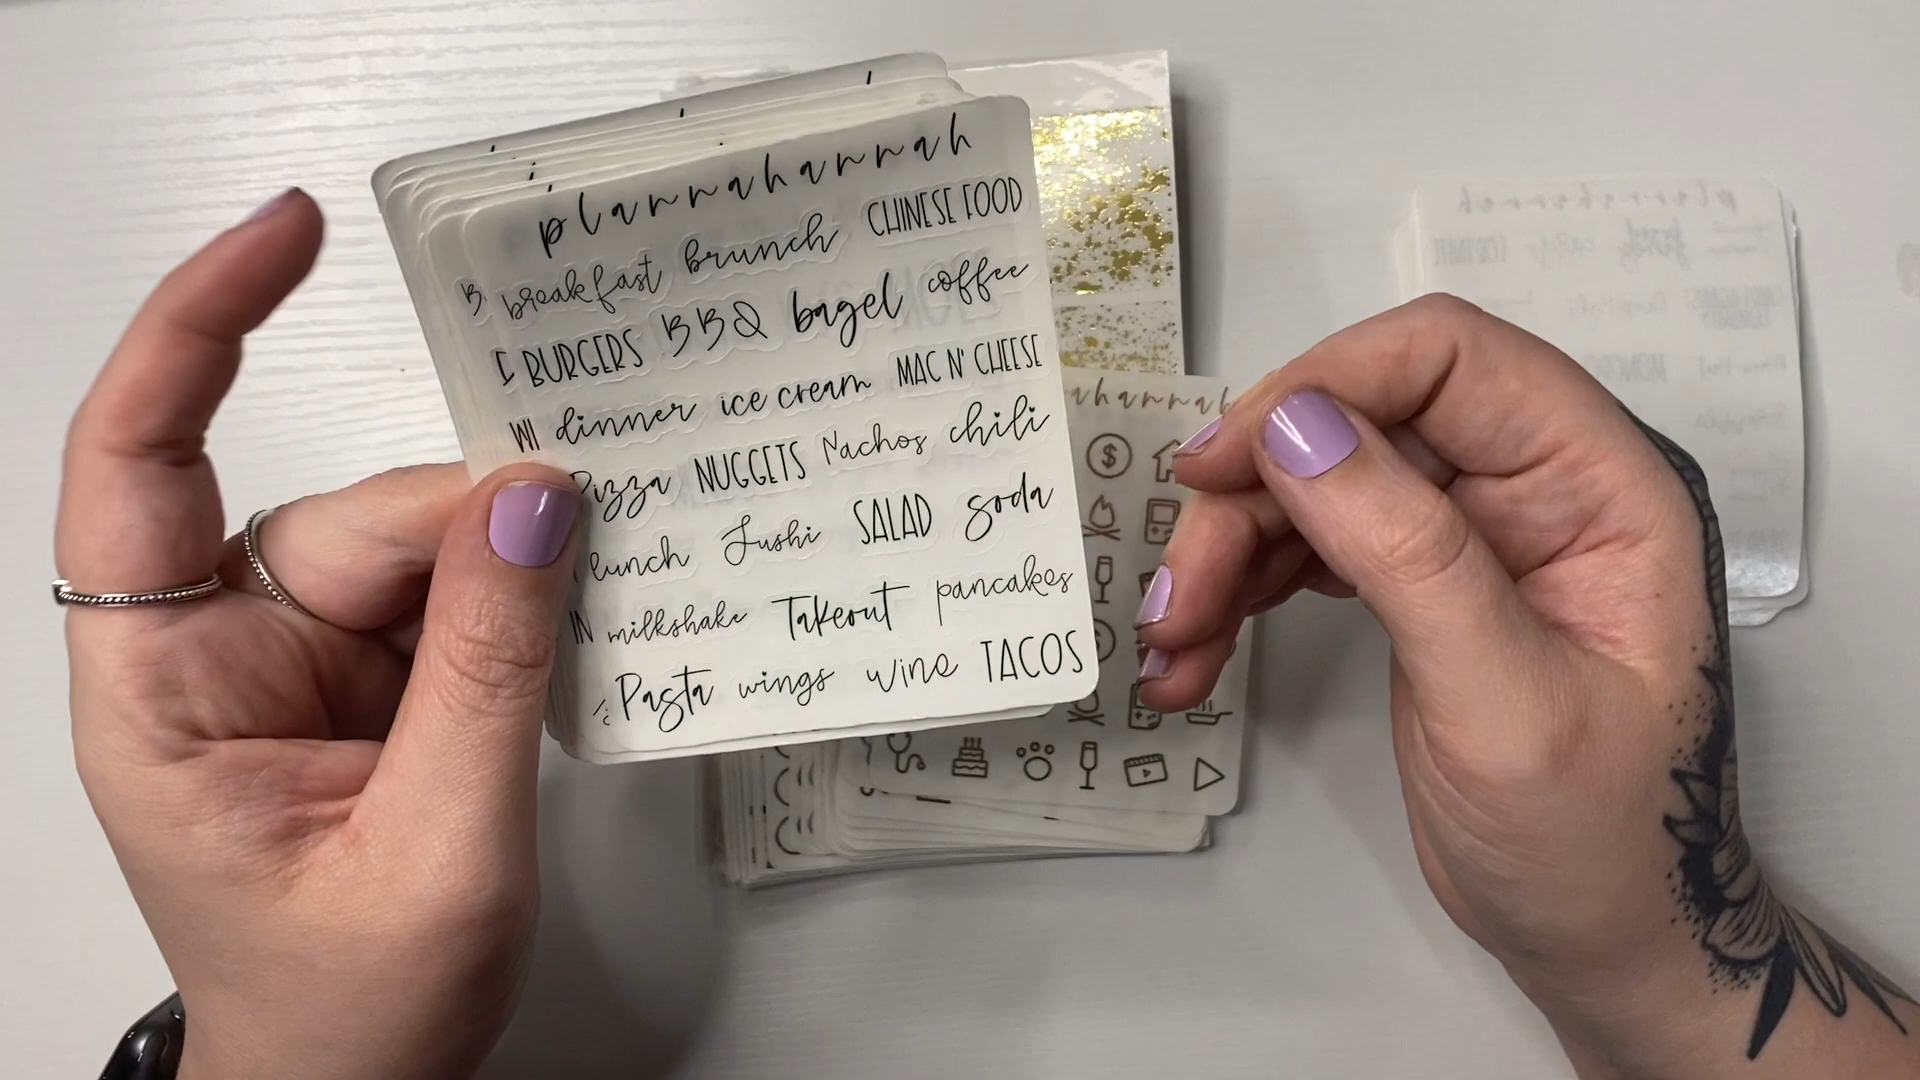 plannahannah
breakfast brunch CHINESE FOOD
BURGERS BBQ bagel coffee
dinner ice cream MAC N' CHEESE
Pizza NUGGETS Nachos chili
lunch Sushi SALAD soda
milkshake Takeout pancakes
Pasta wings wine TACOS
ahannah
$